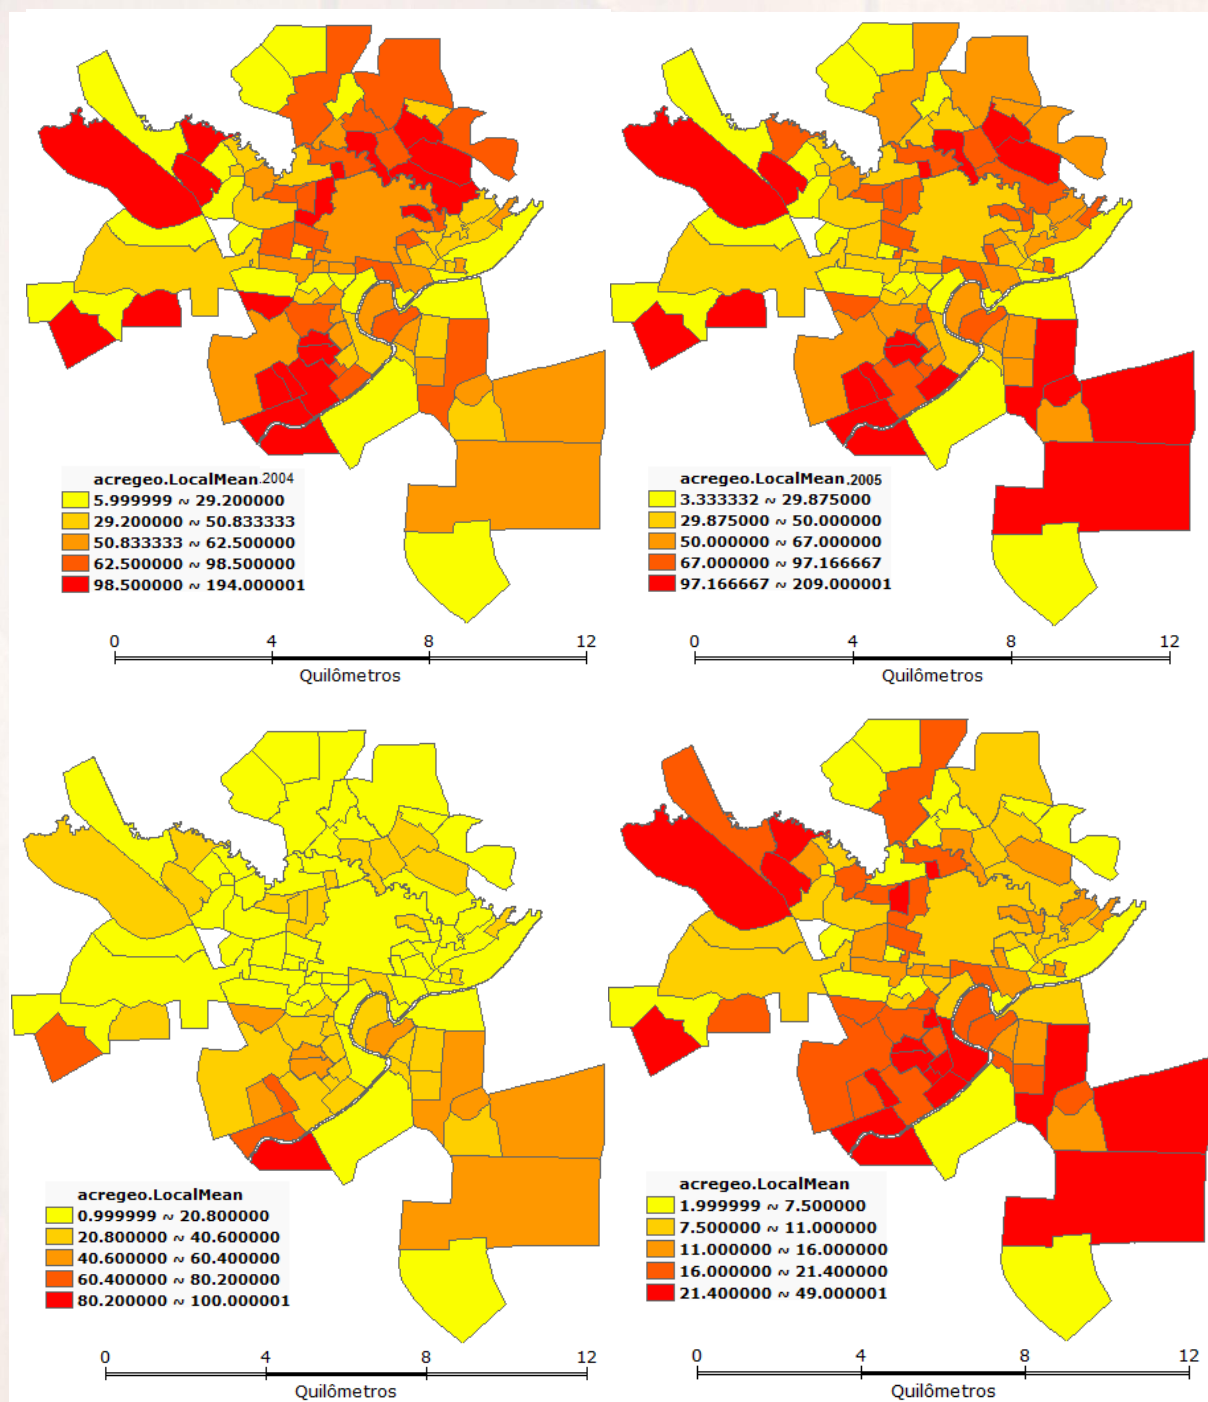 acregeo.LocalMean.2004
5.999999 ~ 29.200000
29.200000 ~ 50.833333
50.833333 ~ 62.500000
62.500000 ~ 98.500000
98.500000 ~ 194.000001
0 4 8 12
Quilômetros
acregeo.LocalMean.2005
3.333332 ~ 29.875000
29.875000 ~ 50.000000
50.000000 ~ 67.000000
67.000000 ~ 97.166667
97.166667 ~ 209.000001
0 4 8 12
Quilômetros
acregeo.LocalMean
0.999999 ~ 20.800000
20.800000 ~ 40.600000
40.600000 ~ 60.400000
60.400000 ~ 80.200000
80.200000 ~ 100.000001
0 4 8 12
Quilômetros
acregeo.LocalMean
1.999999 ~ 7.500000
7.500000 ~ 11.000000
11.000000 ~ 16.000000
16.000000 ~ 21.400000
21.400000 ~ 49.000001
0 4 8 12
Quilômetros